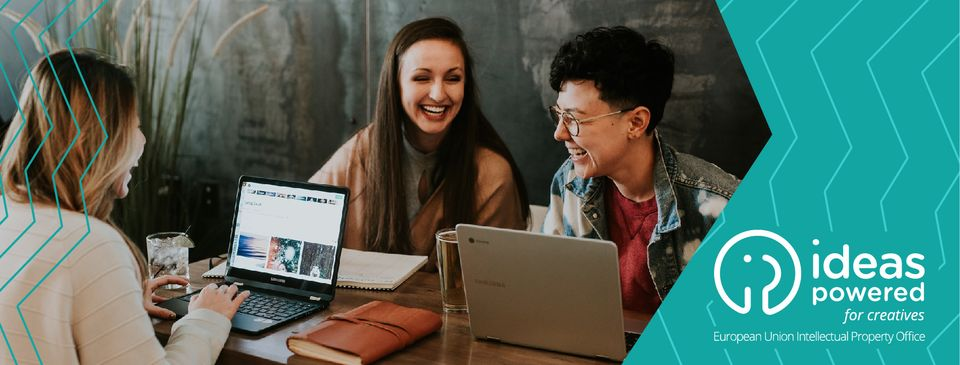 ideas
powered
for creatives
European Union Intellectual Property Office
SAMSUNG